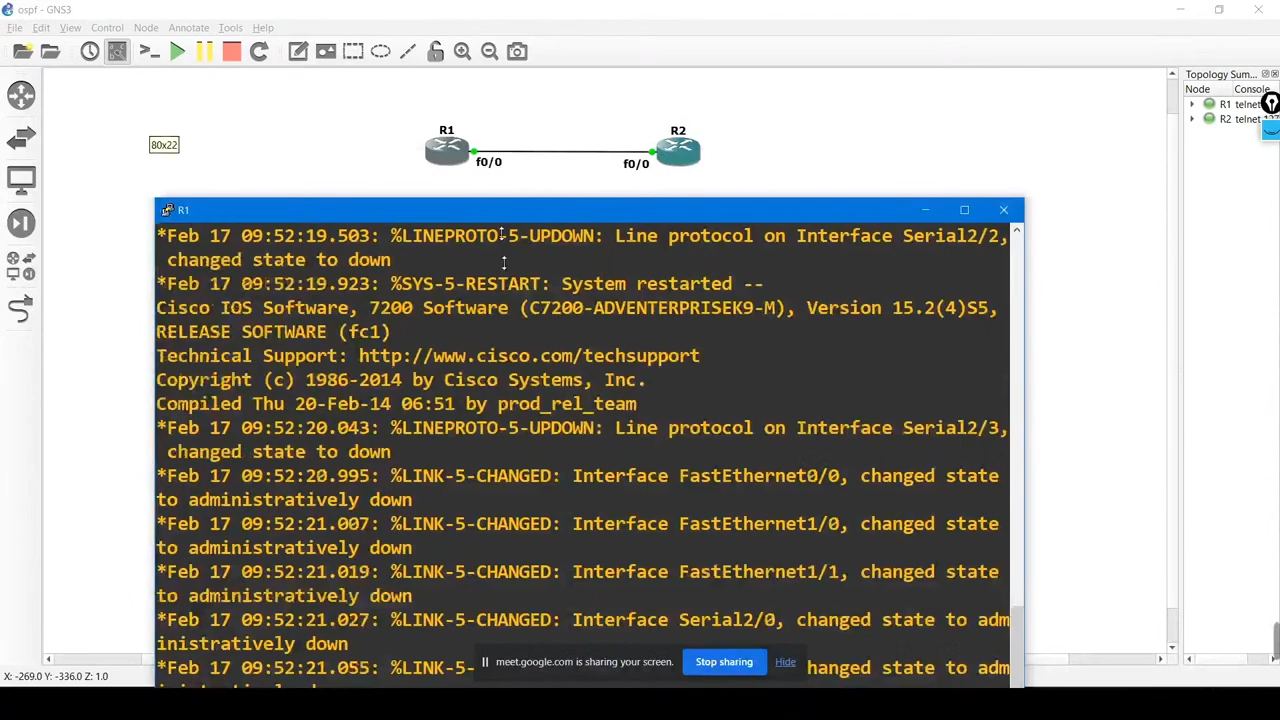 ospf - GNS3
File Edit View Control Node Annotate Tools Help
Topology Sum...
Node Console
R1 telnet
R2 telnet
R1
R2
80x22
f0/0
f0/0
R1
*Feb 17 09:52:19.503: %LINEPROTO-5-UPDOWN: Line protocol on Interface Serial2/2,
changed state to down
*Feb 17 09:52:19.923: %SYS-5-RESTART: System restarted --
Cisco IOS Software, 7200 Software (C7200-ADVENTERPRISEK9-M), Version 15.2(4)S5,
RELEASE SOFTWARE (fc1)
Technical Support: http://www.cisco.com/techsupport
Copyright (c) 1986-2014 by Cisco Systems, Inc.
Compiled Thu 20-Feb-14 06:51 by prod_rel_team
*Feb 17 09:52:20.043: %LINEPROTO-5-UPDOWN: Line protocol on Interface Serial2/3,
changed state to down
*Feb 17 09:52:20.995: %LINK-5-CHANGED: Interface FastEthernet0/0, changed state
to administratively down
*Feb 17 09:52:21.007: %LINK-5-CHANGED: Interface FastEthernet1/0, changed state
to administratively down
*Feb 17 09:52:21.019: %LINK-5-CHANGED: Interface FastEthernet1/1, changed state
to administratively down
*Feb 17 09:52:21.027: %LINK-5-CHANGED: Interface Serial2/0, changed state to adm
inistratively down
*Feb 17 09:52:21.055: %LINK-5- hanged state to adm
meet.google.com is sharing your screen. Stop sharing Hide
X: -269.0 Y: -336.0 Z: 1.0